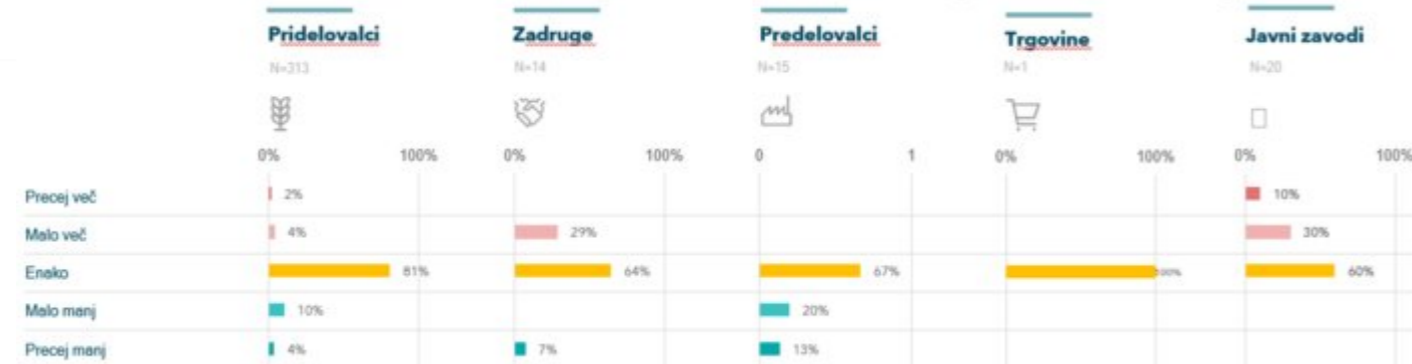 Pridelovalci Zadruge Predelovalci Trgovine Javni zavodi
N=313 N=14 N=15 N=1 N=20
0% 100% 0% 100% 0 1 0% 100% 0% 100%
Precej več 2% 10%
Malo več 4% 29% 30%
Enako 81% 64% 67% 100% 60%
Malo manj 10% 20%
Precej manj 4% 7% 13%